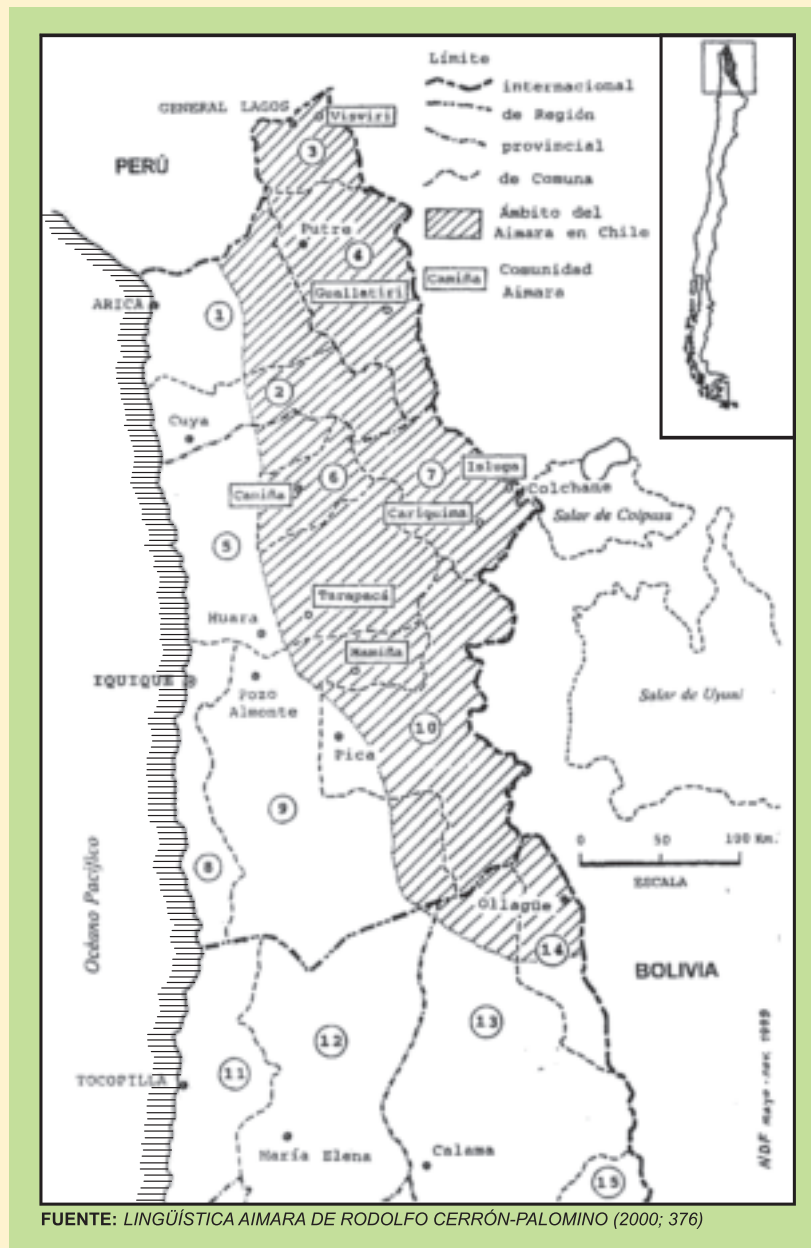 Límite
internacional
de Región
provincial
de Comuna
Ámbito del
Aimara en Chile
Camiña
Comunidad
Aimara
GENERAL LAGOS
Visviri
PERÚ
3
Putre
4
Guallatiri
ARICA
1
2
Cuya
6
7
Isluga
Colchane
Camiña
Cariquima
Salar de Coipasa
5
Tarapacá
Huara
Mamiña
IQUIQUE
Pozo
Almonte
Salar de Uyuni
10
Pica
9
8
0 50 100 Km.
ESCALA
Ollagüe
14
Océano Pacífico
BOLIVIA
13
12
11
TOCOPILLA
María Elena
Calama
15
NDF mayo-nov. 1999
FUENTE: LINGÜÍSTICA AIMARA DE RODOLFO CERRÓN-PALOMINO (2000; 376)